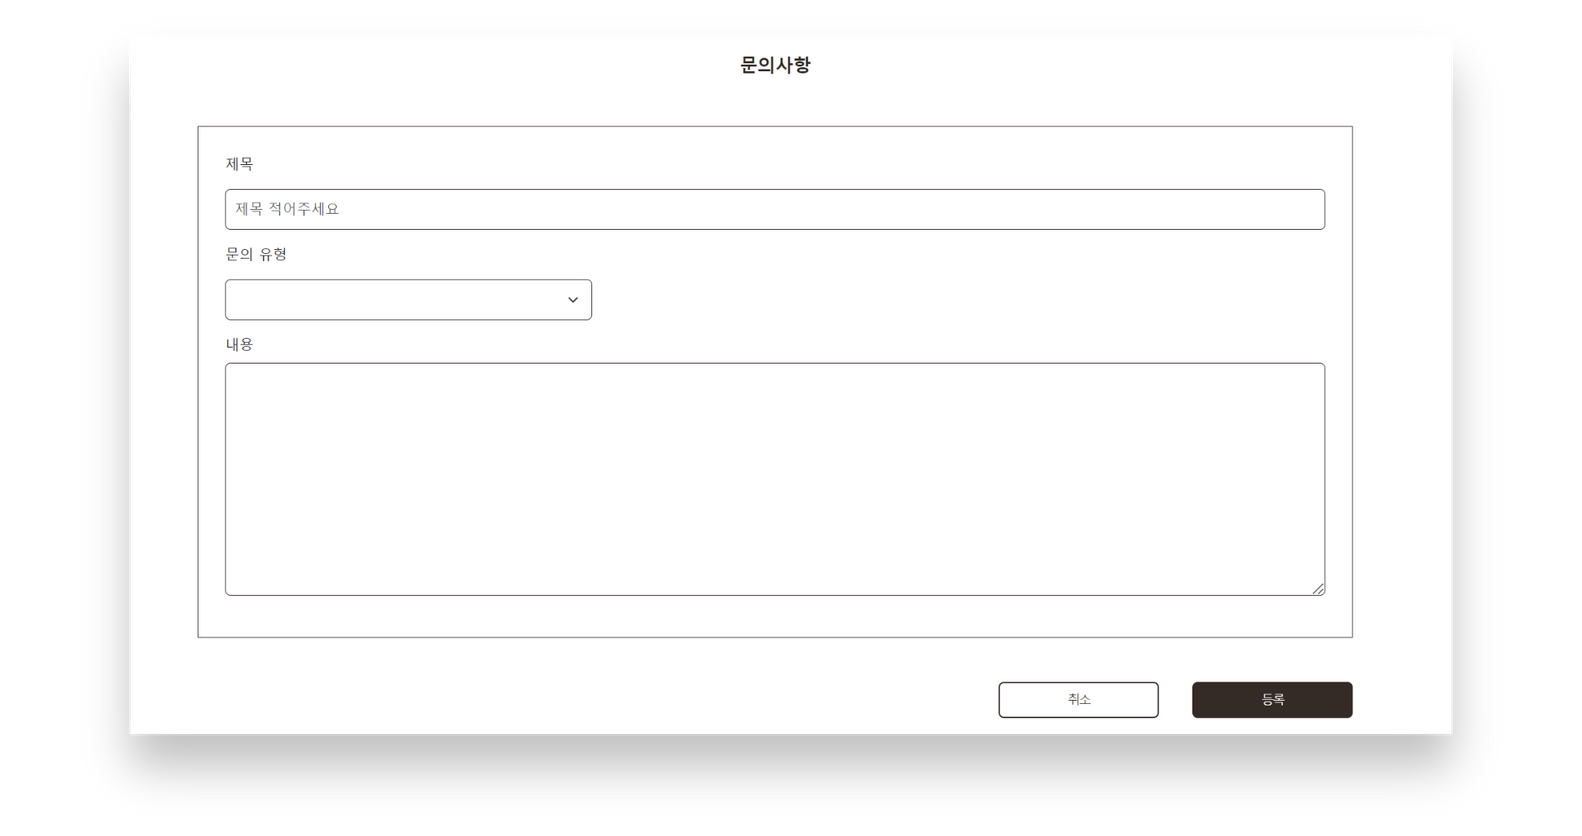 문의사항
제목
제목 적어주세요
문의 유형
내용
취소
등록